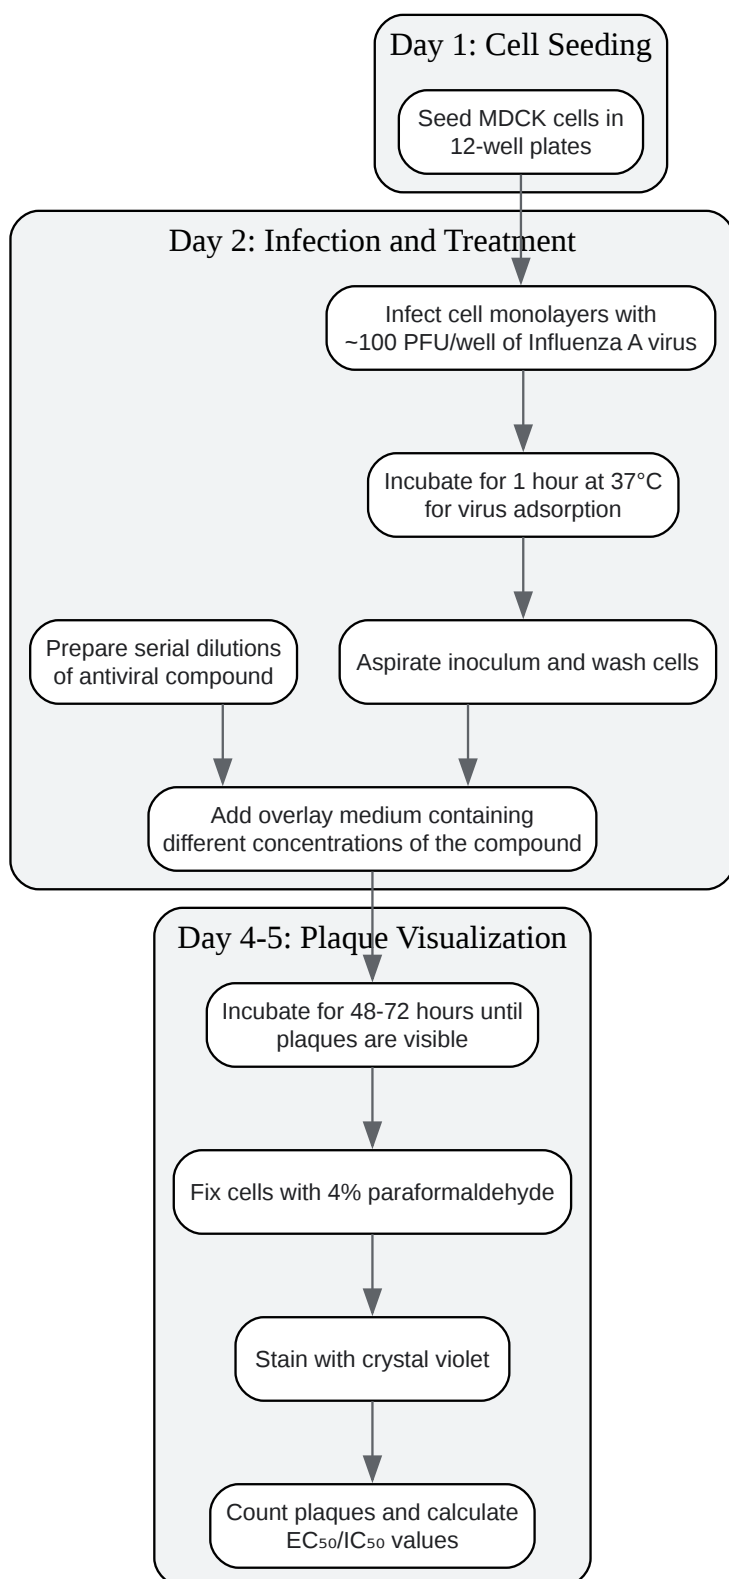 Day 1: Cell Seeding
Seed MDCK cells in
12-well plates
Day 2: Infection and Treatment
Infect cell monolayers with
~100 PFU/well of Influenza A virus
Incubate for 1 hour at 37°C
for virus adsorption
Prepare serial dilutions
of antiviral compound
Aspirate inoculum and wash cells
Add overlay medium containing
different concentrations of the compound
Day 4-5: Plaque Visualization
Incubate for 48-72 hours until
plaques are visible
Fix cells with 4% paraformaldehyde
Stain with crystal violet
Count plaques and calculate
EC₅₀/IC₅₀ values